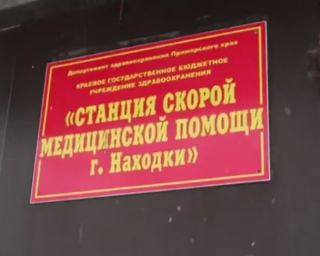 Департамент здравоохранения Приморского края
КРАЕВОЕ ГОСУДАРСТВЕННОЕ БЮДЖЕТНОЕ
УЧРЕЖДЕНИЕ ЗДРАВООХРАНЕНИЯ
«СТАНЦИЯ СКОРОЙ
МЕДИЦИНСКОЙ ПОМОЩИ
г. Находки»